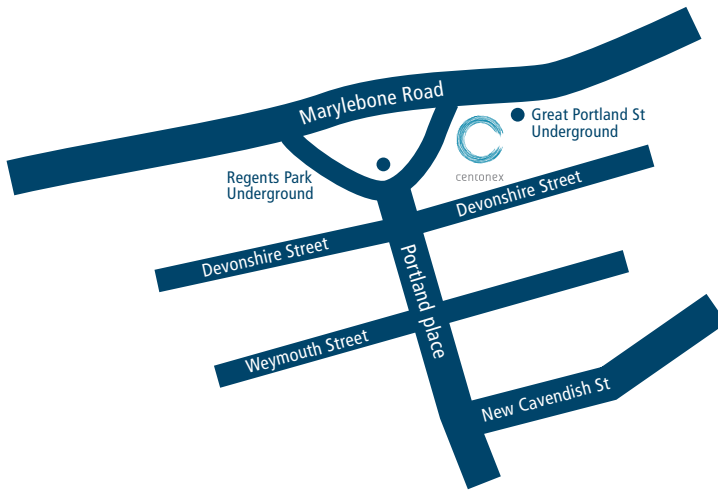 Marylebone Road
Great Portland St
Underground
centonex
Regents Park
Underground
Devonshire Street
Devonshire Street
Portland place
Weymouth Street
New Cavendish St